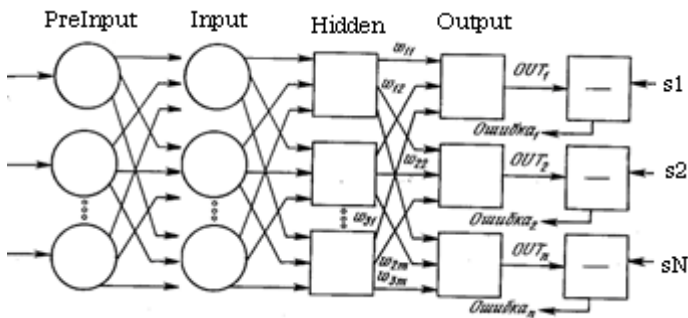 PreInput Input Hidden Output
w11
w12
OUT1
s1
Ошибка1
w22
OUT2
s2
w31
Ошибка2
w2m
OUTn
w3m
sN
Ошибкаn